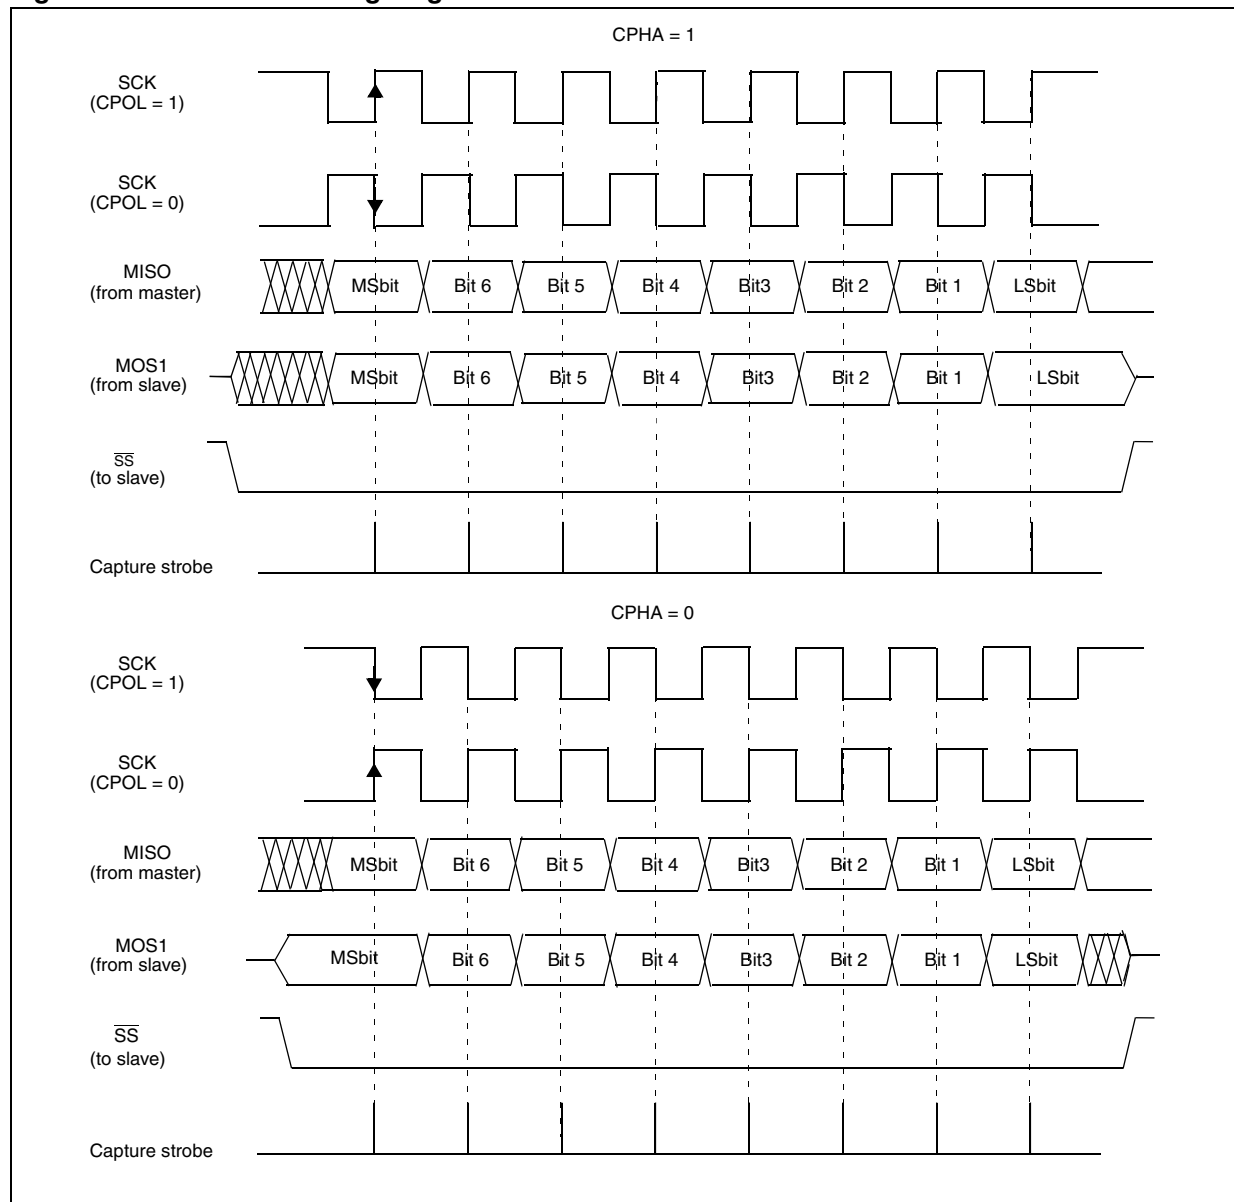 CPHA = 1
SCK
(CPOL = 1)
SCK
(CPOL = 0)
MISO
(from master)
MSbit Bit 6 Bit 5 Bit 4 Bit3 Bit 2 Bit 1 LSbit
MOS1
(from slave)
MSbit Bit 6 Bit 5 Bit 4 Bit3 Bit 2 Bit 1 LSbit
SS
(to slave)
Capture strobe
CPHA = 0
SCK
(CPOL = 1)
SCK
(CPOL = 0)
MISO
(from master)
MSbit Bit 6 Bit 5 Bit 4 Bit3 Bit 2 Bit 1 LSbit
MOS1
(from slave)
MSbit Bit 6 Bit 5 Bit 4 Bit3 Bit 2 Bit 1 LSbit
SS
(to slave)
Capture strobe